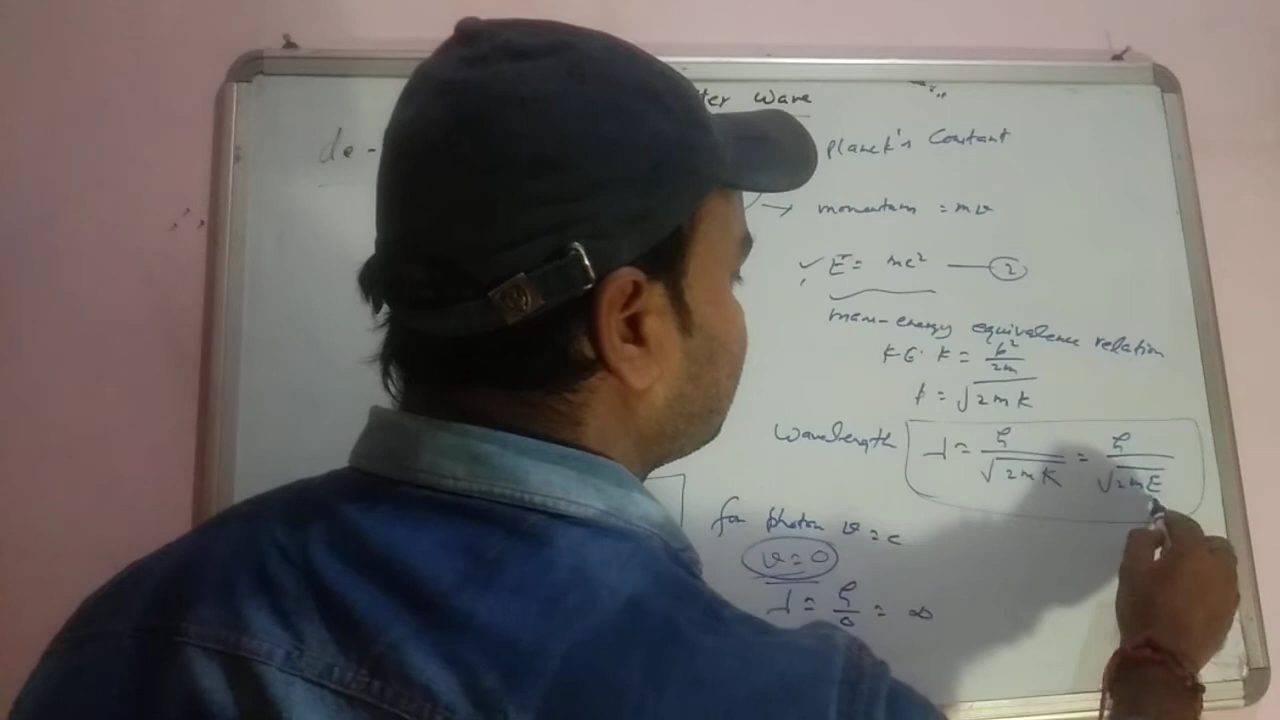 ter Wave
de -
Planck's Constant
→ momentum = mv
✓ E = mc² — 2
mass-energy equivalence relation
K E. K = p²/2m
p = √2mK
Wavelength λ = h/√2mK = h/√2mE
for photon v = c
v = 0
λ = h/0 = ∞